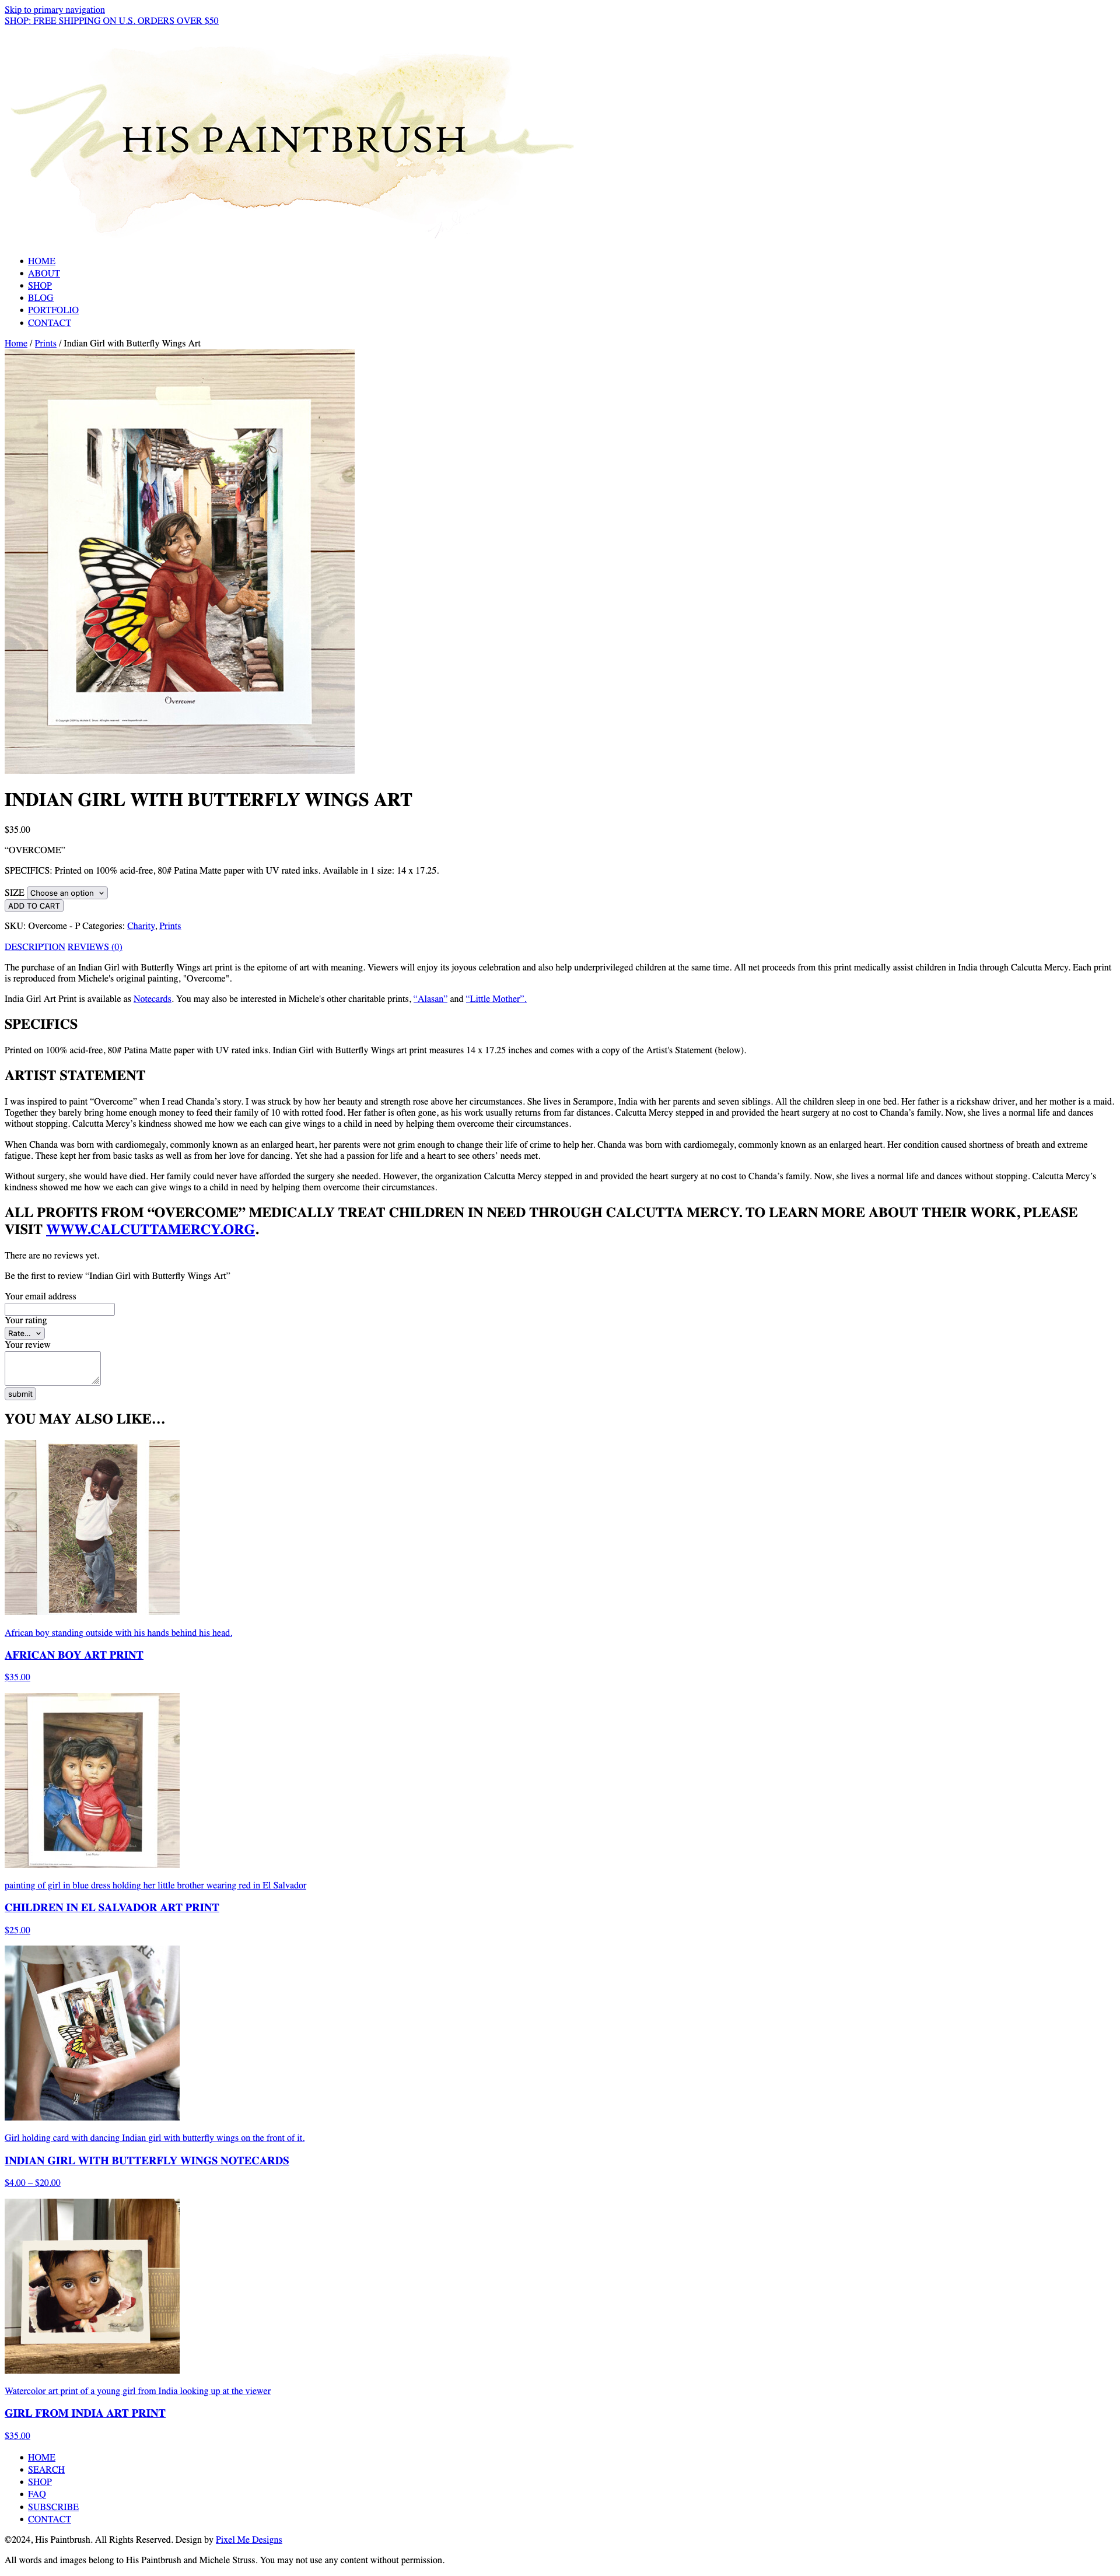 Skip to primary navigation
SHOP: FREE SHIPPING ON U.S. ORDERS OVER $50
HIS PAINTBRUSH
HOME
ABOUT
SHOP
BLOG
PORTFOLIO
CONTACT
Home / Prints / Indian Girl with Butterfly Wings Art
Overcome
INDIAN GIRL WITH BUTTERFLY WINGS ART
$35.00
“OVERCOME”
SPECIFICS: Printed on 100% acid-free, 80# Patina Matte paper with UV rated inks. Available in 1 size: 14 x 17.25.
SIZE Choose an option
ADD TO CART
SKU: Overcome - P Categories: Charity, Prints
DESCRIPTION REVIEWS (0)
The purchase of an Indian Girl with Butterfly Wings art print is the epitome of art with meaning. Viewers will enjoy its joyous celebration and also help underprivileged children at the same time. All net proceeds from this print medically assist children in India through Calcutta Mercy. Each print
is reproduced from Michele's original painting, "Overcome".
India Girl Art Print is available as Notecards. You may also be interested in Michele's other charitable prints, “Alasan” and “Little Mother”.
SPECIFICS
Printed on 100% acid-free, 80# Patina Matte paper with UV rated inks. Indian Girl with Butterfly Wings art print measures 14 x 17.25 inches and comes with a copy of the Artist's Statement (below).
ARTIST STATEMENT
I was inspired to paint “Overcome” when I read Chanda’s story. I was struck by how her beauty and strength rose above her circumstances. She lives in Serampore, India with her parents and seven siblings. All the children sleep in one bed. Her father is a rickshaw driver, and her mother is a maid.
Together they barely bring home enough money to feed their family of 10 with rotted food. Her father is often gone, as his work usually returns from far distances. Calcutta Mercy stepped in and provided the heart surgery at no cost to Chanda’s family. Now, she lives a normal life and dances
without stopping. Calcutta Mercy’s kindness showed me how we each can give wings to a child in need by helping them overcome their circumstances.
When Chanda was born with cardiomegaly, commonly known as an enlarged heart, her parents were not grim enough to change their life of crime to help her. Chanda was born with cardiomegaly, commonly known as an enlarged heart. Her condition caused shortness of breath and extreme
fatigue. These kept her from basic tasks as well as from her love for dancing. Yet she had a passion for life and a heart to see others’ needs met.
Without surgery, she would have died. Her family could never have afforded the surgery she needed. However, the organization Calcutta Mercy stepped in and provided the heart surgery at no cost to Chanda’s family. Now, she lives a normal life and dances without stopping. Calcutta Mercy’s
kindness showed me how we each can give wings to a child in need by helping them overcome their circumstances.
ALL PROFITS FROM “OVERCOME” MEDICALLY TREAT CHILDREN IN NEED THROUGH CALCUTTA MERCY. TO LEARN MORE ABOUT THEIR WORK, PLEASE
VISIT WWW.CALCUTTAMERCY.ORG.
There are no reviews yet.
Be the first to review “Indian Girl with Butterfly Wings Art”
Your email address
Your rating
Rate...
Your review
submit
YOU MAY ALSO LIKE…
African boy standing outside with his hands behind his head.
AFRICAN BOY ART PRINT
$35.00
painting of girl in blue dress holding her little brother wearing red in El Salvador
CHILDREN IN EL SALVADOR ART PRINT
$25.00
Girl holding card with dancing Indian girl with butterfly wings on the front of it.
INDIAN GIRL WITH BUTTERFLY WINGS NOTECARDS
$4.00 – $20.00
Watercolor art print of a young girl from India looking up at the viewer
GIRL FROM INDIA ART PRINT
$35.00
HOME
SEARCH
SHOP
FAQ
SUBSCRIBE
CONTACT
©2024, His Paintbrush. All Rights Reserved. Design by Pixel Me Designs
All words and images belong to His Paintbrush and Michele Struss. You may not use any content without permission.